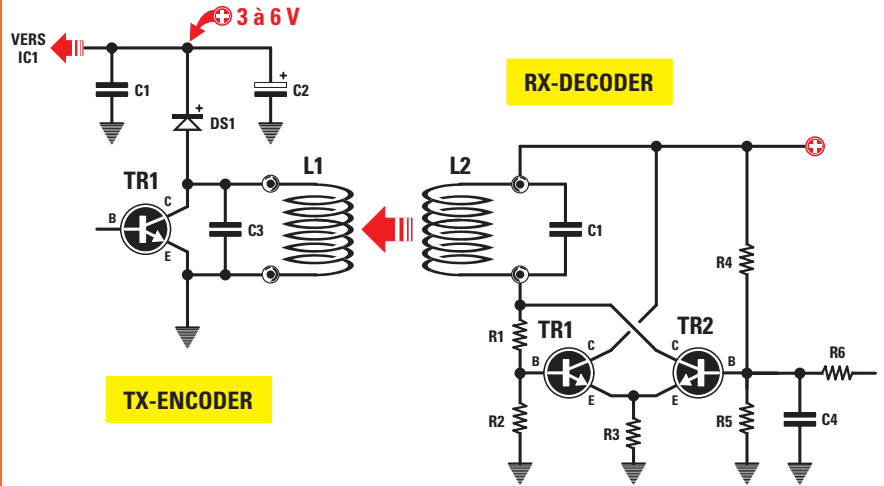 3 à 6 V
VERS
IC1
C1
+
C2
+
DS1
RX-DECODER
TR1
C
B
E
C3
L1
L2
C1
+
R4
R1
TR1
TR2
C
B
E
C
B
E
R6
R2
R3
R5
C4
TX-ENCODER